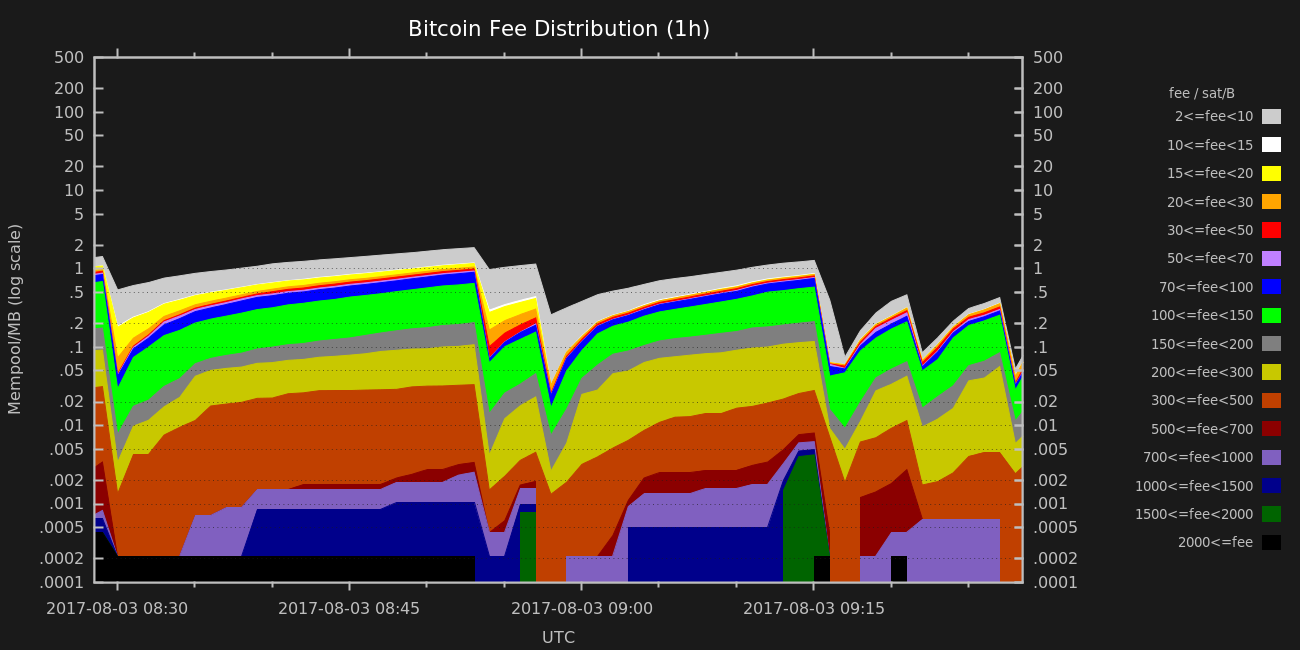 Bitcoin Fee Distribution (1h)
500 500
200 200
100 100
50 50
20 20
10 10
5 5
2 2
1 1
.5 .5
.2 .2
.1 .1
.05 .05
.02 .02
.01 .01
.005 .005
.002 .002
.001 .001
.0005 .0005
.0002 .0002
.0001 .0001
Mempool/MB (log scale)
2017-08-03 08:30 2017-08-03 08:45 2017-08-03 09:00 2017-08-03 09:15
UTC
fee / sat/B
2<=fee<10
10<=fee<15
15<=fee<20
20<=fee<30
30<=fee<50
50<=fee<70
70<=fee<100
100<=fee<150
150<=fee<200
200<=fee<300
300<=fee<500
500<=fee<700
700<=fee<1000
1000<=fee<1500
1500<=fee<2000
2000<=fee